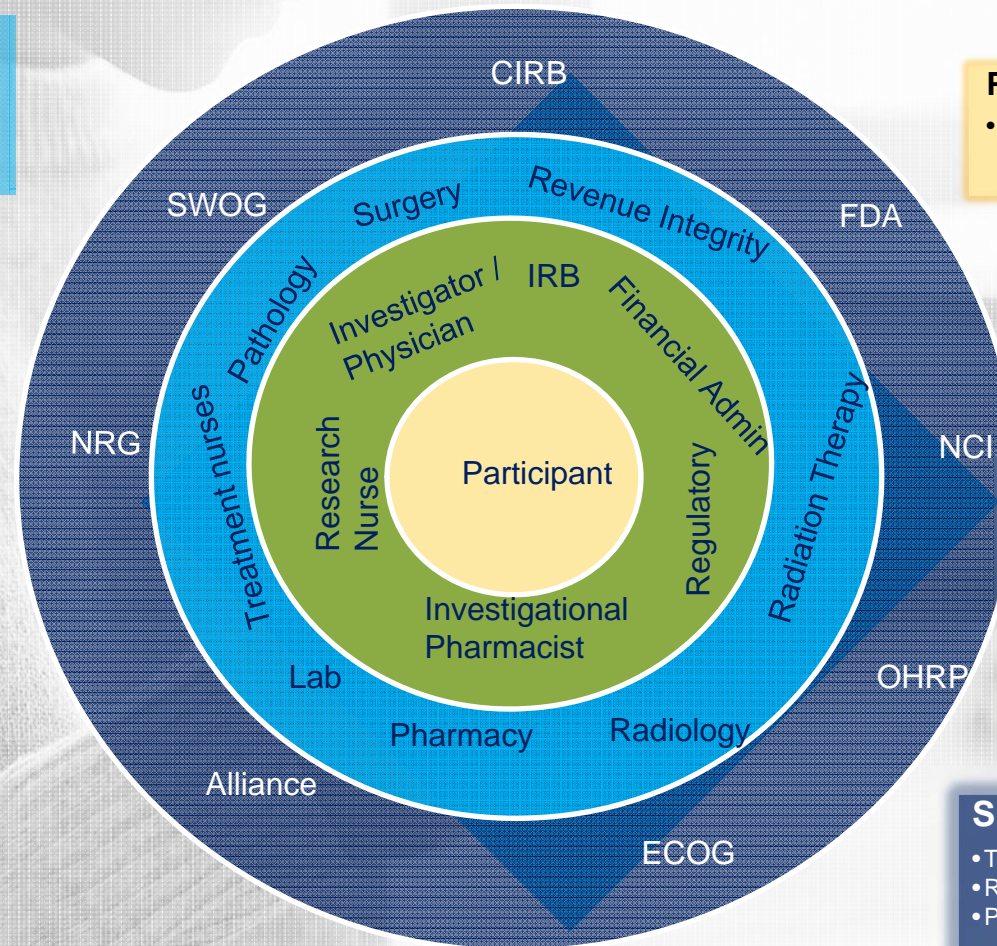 CIRB
SWOG
FDA
NRG
NCI
OHRP
Alliance
ECOG
Surgery
Revenue Integrity
Pathology
Treatment nurses
Radiation Therapy
Lab
Pharmacy
Radiology
Investigator /
Physician
IRB
Financial Admin
Research
Nurse
Regulatory
Investigational
Pharmacist
Participant